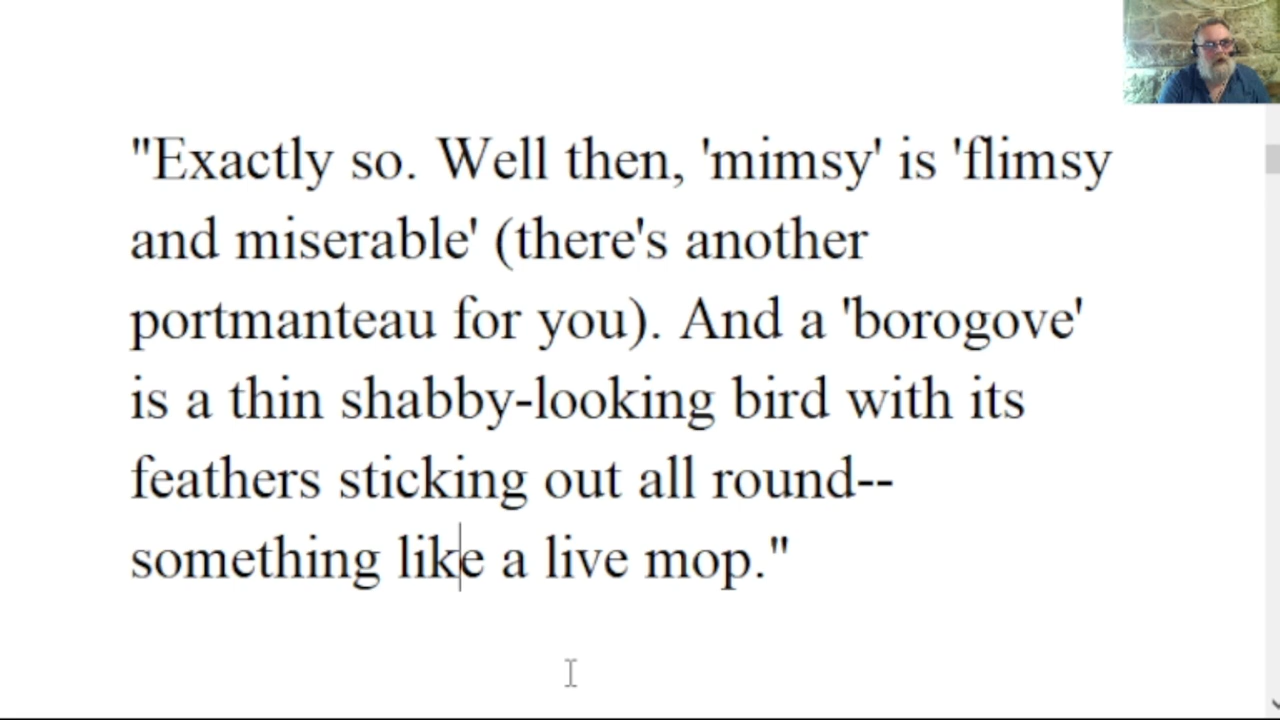 "Exactly so. Well then, 'mimsy' is 'flimsy
and miserable' (there's another
portmanteau for you). And a 'borogove'
is a thin shabby-looking bird with its
feathers sticking out all round--
something like a live mop."